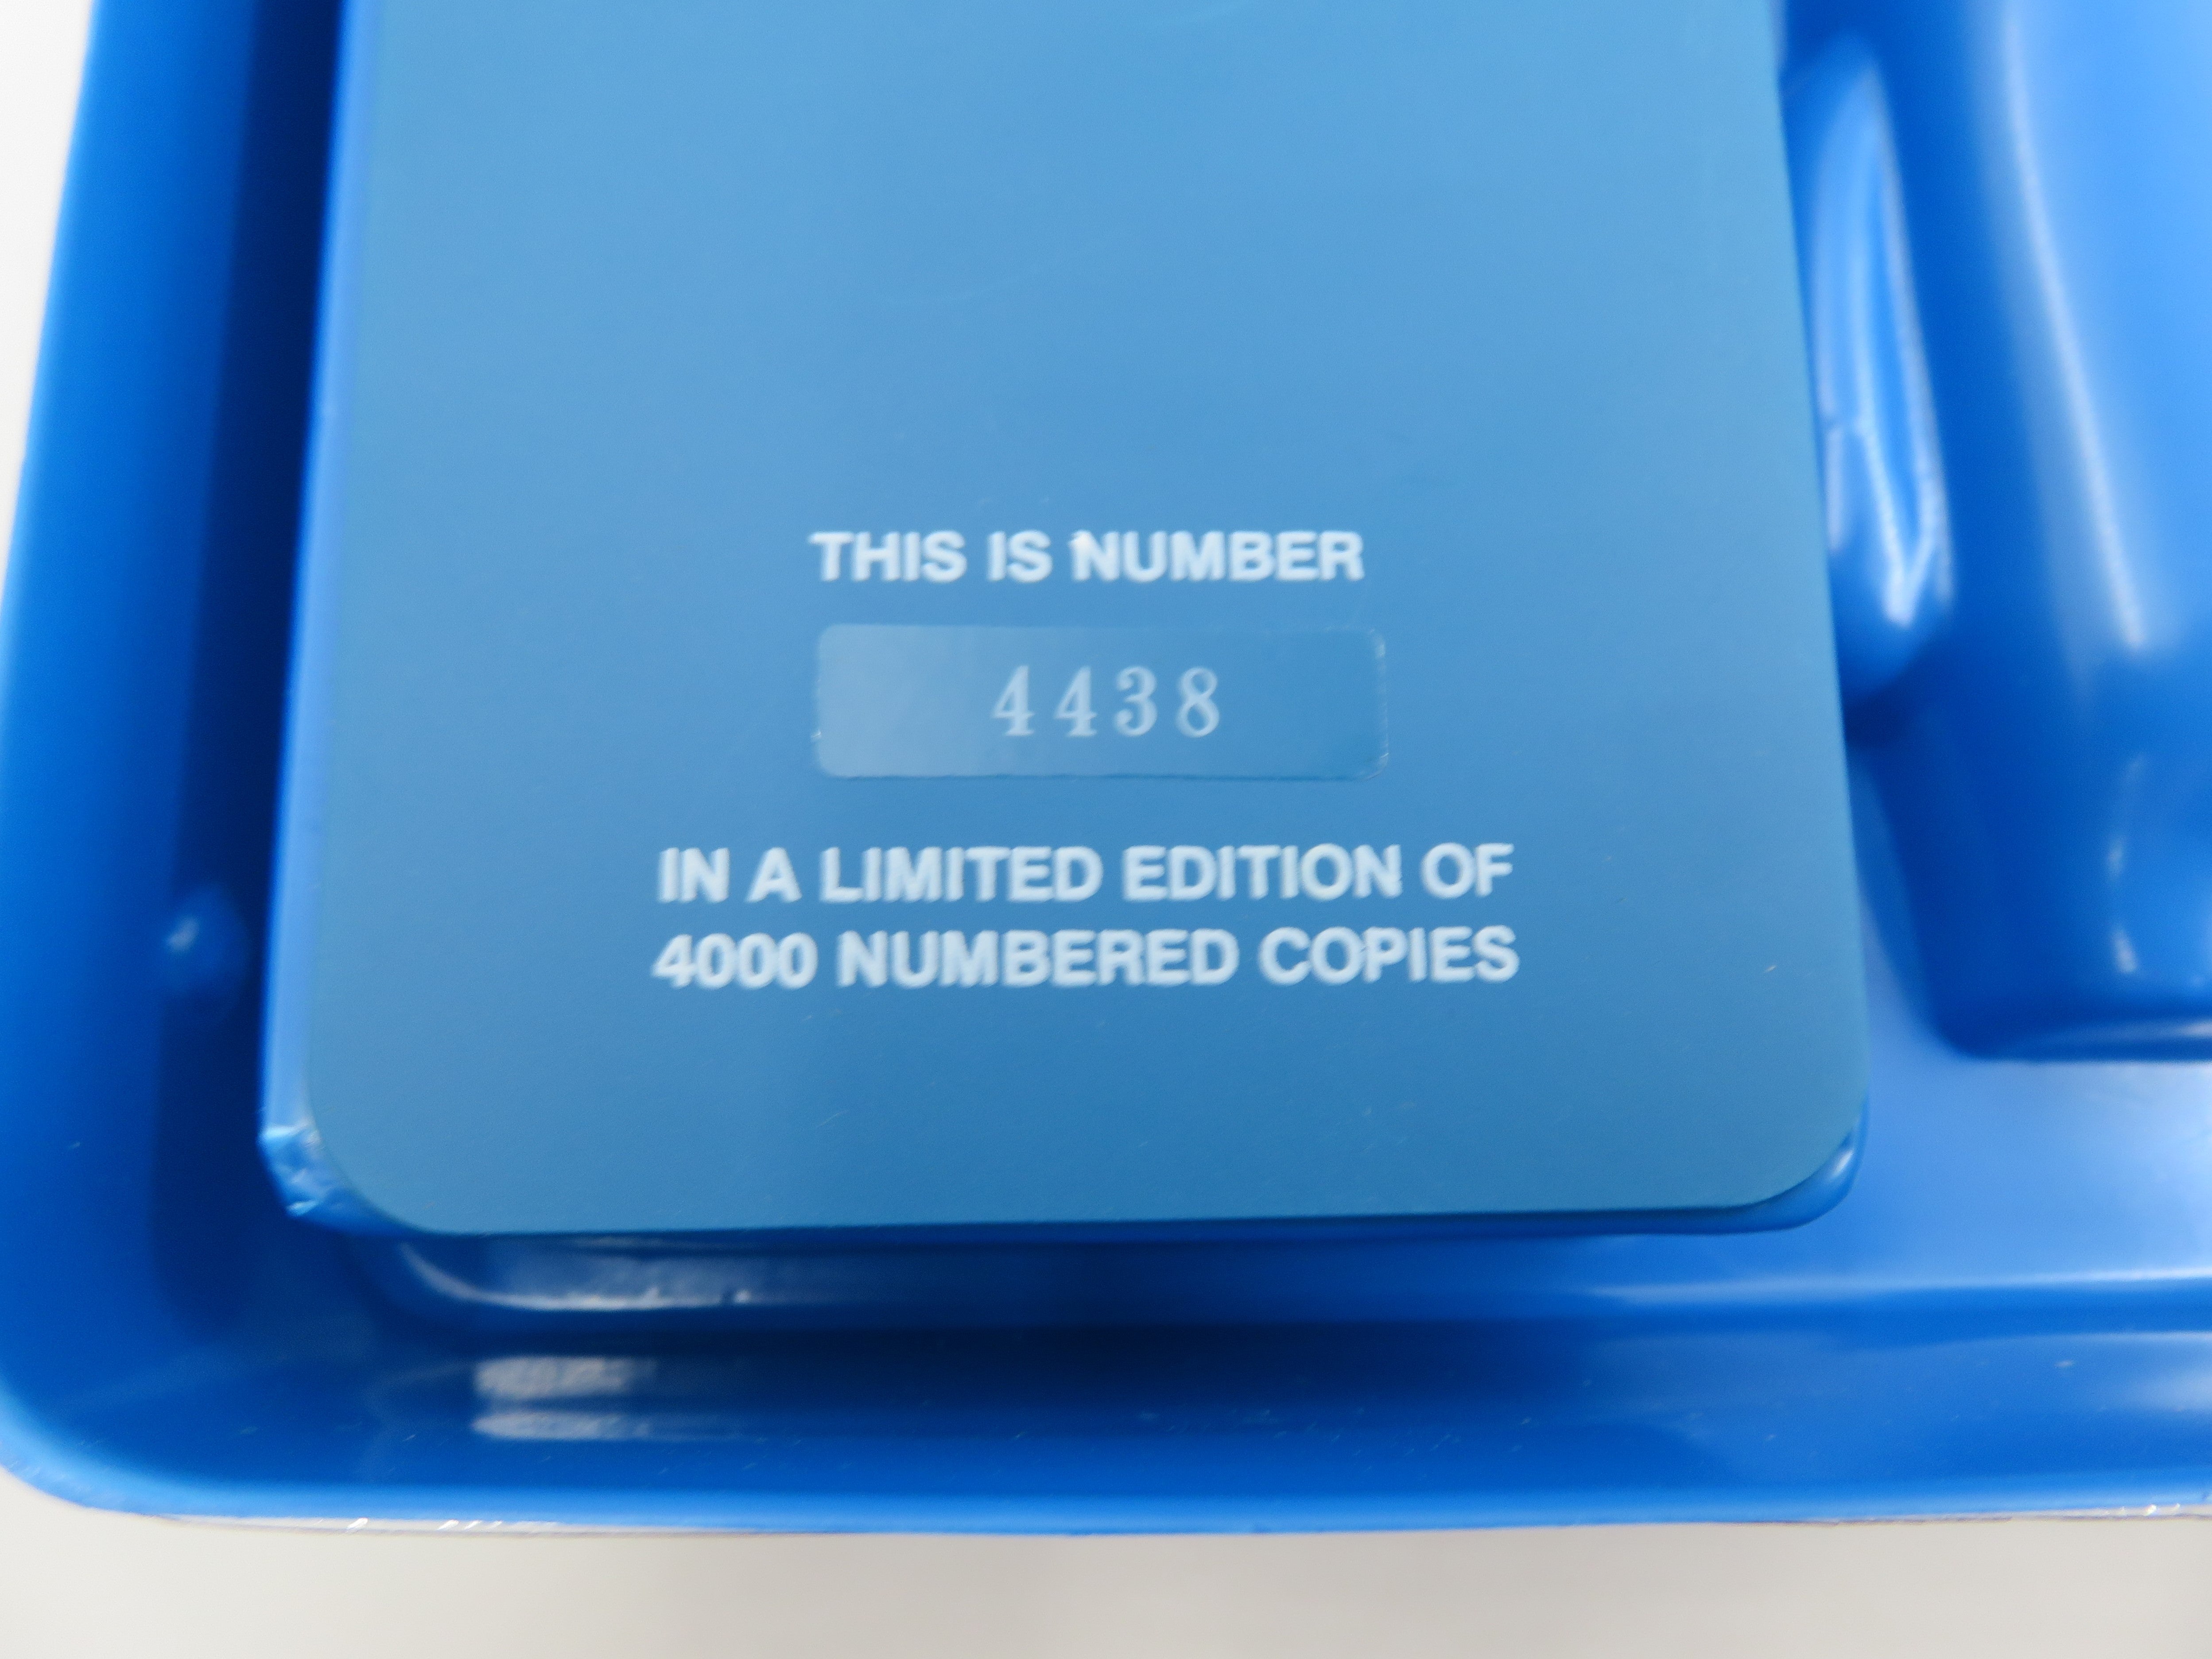 THIS IS NUMBER
4438
IN A LIMITED EDITION OF
4000 NUMBERED COPIES